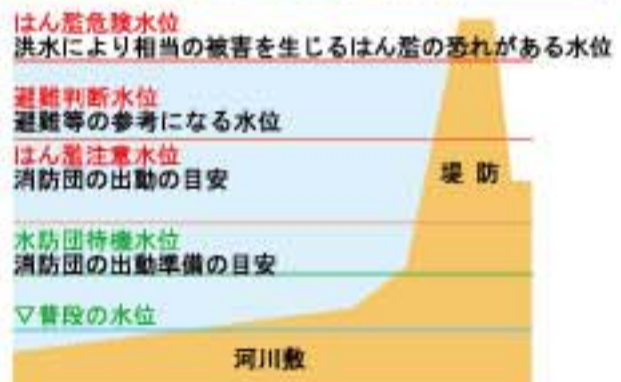 はん濫危険水位
洪水により相当の被害を生じるはん濫の恐れがある水位
避難判断水位
避難等の参考になる水位
はん濫注意水位
消防団の出動の目安
堤 防
水防団待機水位
消防団の出動準備の目安
▽普段の水位
河川敷